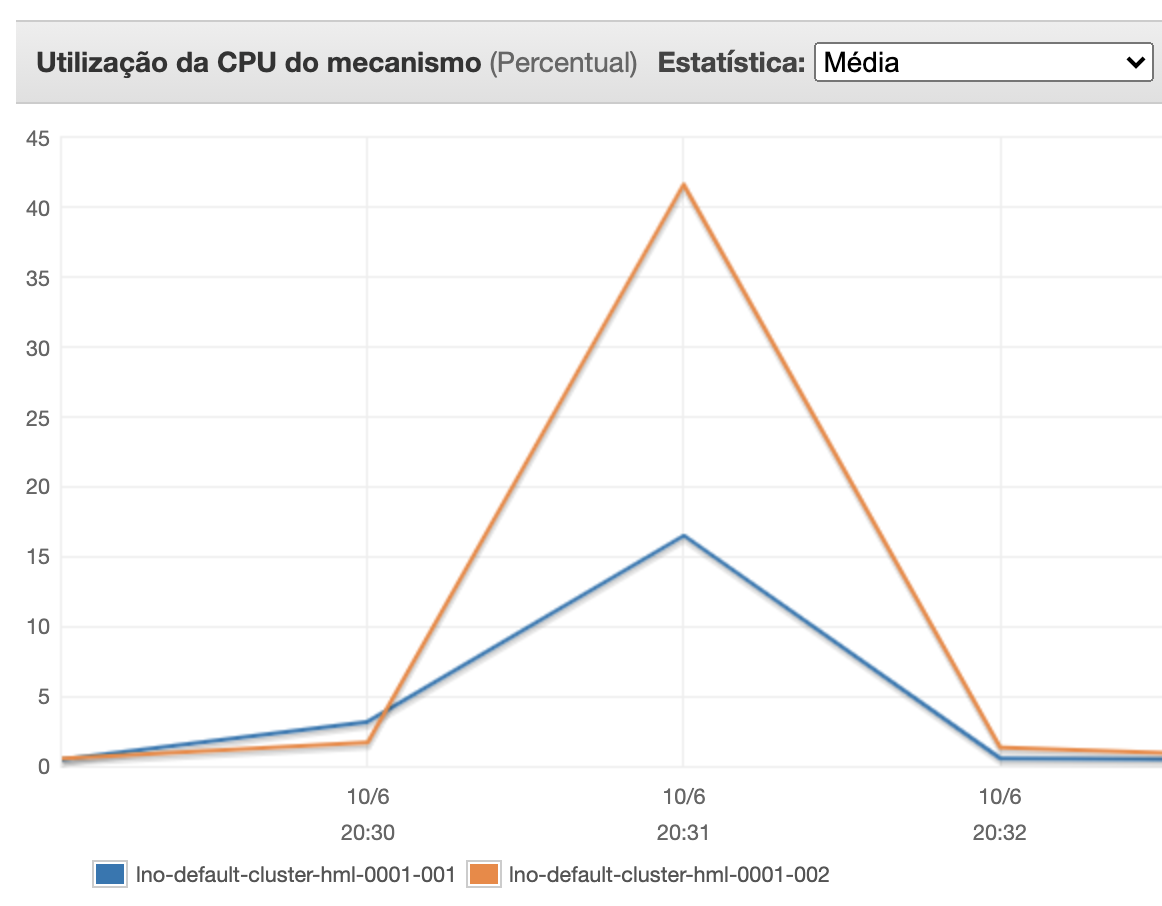 Utilização da CPU do mecanismo (Percentual) Estatística: Média
45
40
35
30
25
20
15
10
5
0
10/6 10/6 10/6
20:30 20:31 20:32
lno-default-cluster-hml-0001-001 lno-default-cluster-hml-0001-002